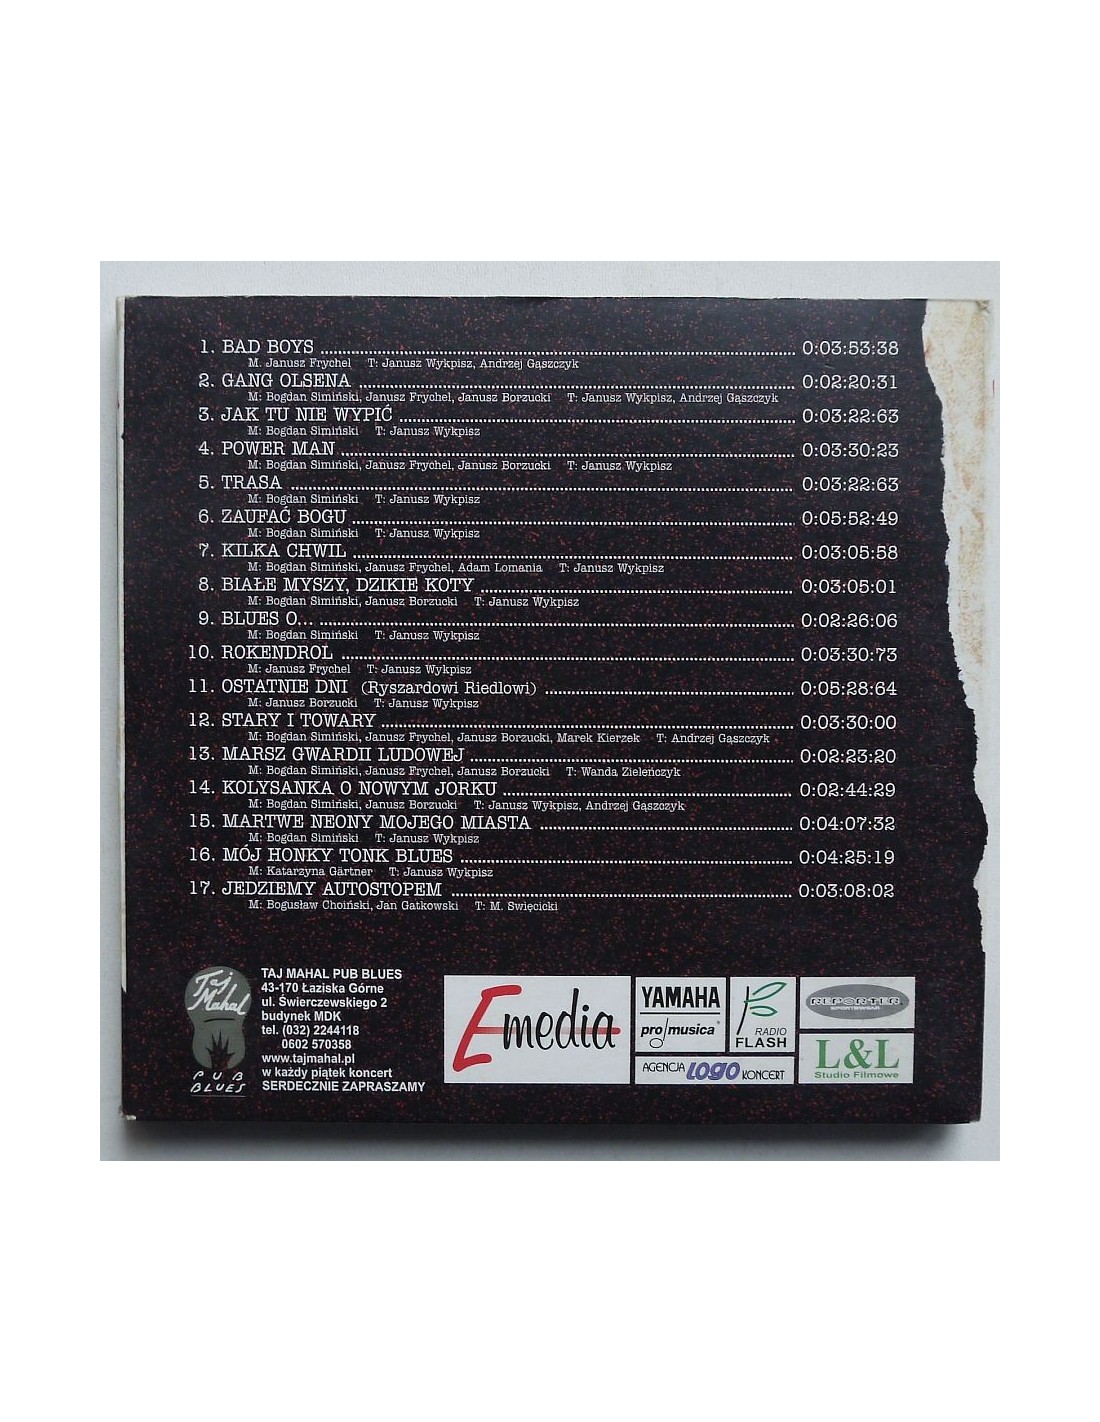 1. BAD BOYS 0:03:53:38
M. Janusz Frychel T: Janusz Wykpisz, Andrzej Gąszczyk
2. GANG OLSENA 0:02:20:31
M: Bogdan Simiński, Janusz Frychel, Janusz Borzucki T: Janusz Wykpisz, Andrzej Gąszczyk
3. JAK TU NIE WYPIĆ 0:03:22:63
M: Bogdan Simiński T: Janusz Wykpisz
4. POWER MAN 0:03:30:23
M: Bogdan Simiński, Janusz Frychel, Janusz Borzucki T: Janusz Wykpisz
5. TRASA 0:03:22:63
M: Bogdan Simiński T: Janusz Wykpisz
6. ZAUFAĆ BOGU 0:05:52:49
M: Bogdan Simiński T: Janusz Wykpisz
7. KILKA CHWIL 0:03:05:58
M: Bogdan Simiński, Janusz Frychel, Adam Lomania T: Janusz Wykpisz
8. BIAŁE MYSZY, DZIKIE KOTY 0:03:05:01
M: Bogdan Simiński, Janusz Borzucki T: Janusz Wykpisz
9. BLUES O... 0:02:26:06
M: Bogdan Simiński T: Janusz Wykpisz
10. ROKENDROL 0:03:30:73
M: Janusz Frychel T: Janusz Wykpisz
11. OSTATNIE DNI (Ryszardowi Riedlowi) 0:05:28:64
M: Janusz Borzucki T: Janusz Wykpisz
12. STARY I TOWARY 0:03:30:00
M: Bogdan Simiński, Janusz Frychel, Janusz Borzucki, Marek Kierzek T: Andrzej Gąszczyk
13. MARSZ GWARDII LUDOWEJ 0:02:23:20
M: Bogdan Simiński, Janusz Frychel, Janusz Borzucki T: Wanda Zieleńczyk
14. KOLYSANKA O NOWYM JORKU 0:02:44:29
M: Bogdan Simiński, Janusz Borzucki T: Janusz Wykpisz, Andrzej Gąszczyk
15. MARTWE NEONY MOJEGO MIASTA 0:04:07:32
M: Bogdan Simiński T: Janusz Wykpisz
16. MÓJ HONKY TONK BLUES 0:04:25:19
M: Katarzyna Gärtner T: Janusz Wykpisz
17. JEDZIEMY AUTOSTOPEM 0:03:08:02
M: Bogusław Choiński, Jan Gatkowski T: M. Święcicki
Taj
Mahal
PUB
BLUES
TAJ MAHAL PUB BLUES
43-170 Łaziska Górne
ul. Świerczewskiego 2
budynek MDK
tel. (032) 2244118
0602 570358
www.tajmahal.pl
w każdy piątek koncert
SERDECZNIE ZAPRASZAMY
Emedia
YAMAHA
pro musica
RADIO
FLASH
AGENCJA LOGO KONCERT
REPORTER
SPORTSWEAR
L&L
Studio Filmowe